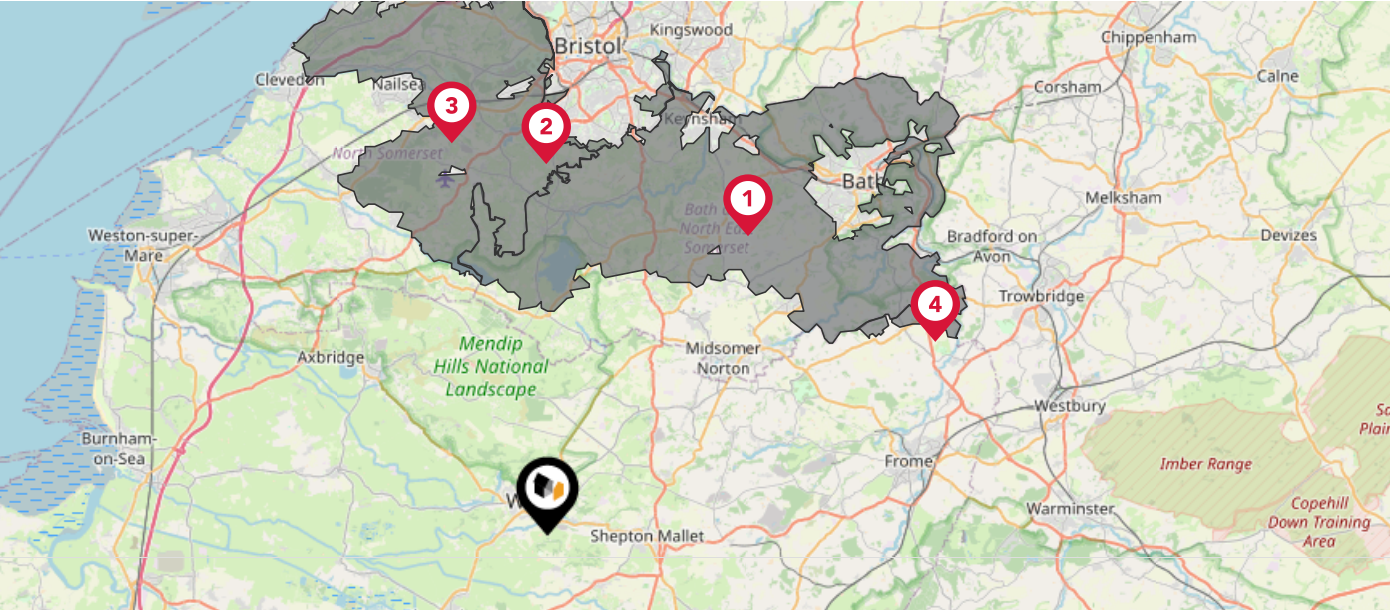 Kingswood
Bristol
Chippenham
Clevedon
Nailsea
Calne
Corsham
3
2
Keynsham
North Somerset
Bath
1
Melksham
North East
Somerset
Weston-super-
Mare
Bradford on
Avon
Devizes
4
Trowbridge
Mendip
Hills National
Landscape
Axbridge
Midsomer
Norton
Westbury
Burnham-
on-Sea
Frome
Imber Range
W
Shepton Mallet
Warminster
Copehill
Down Training
Area